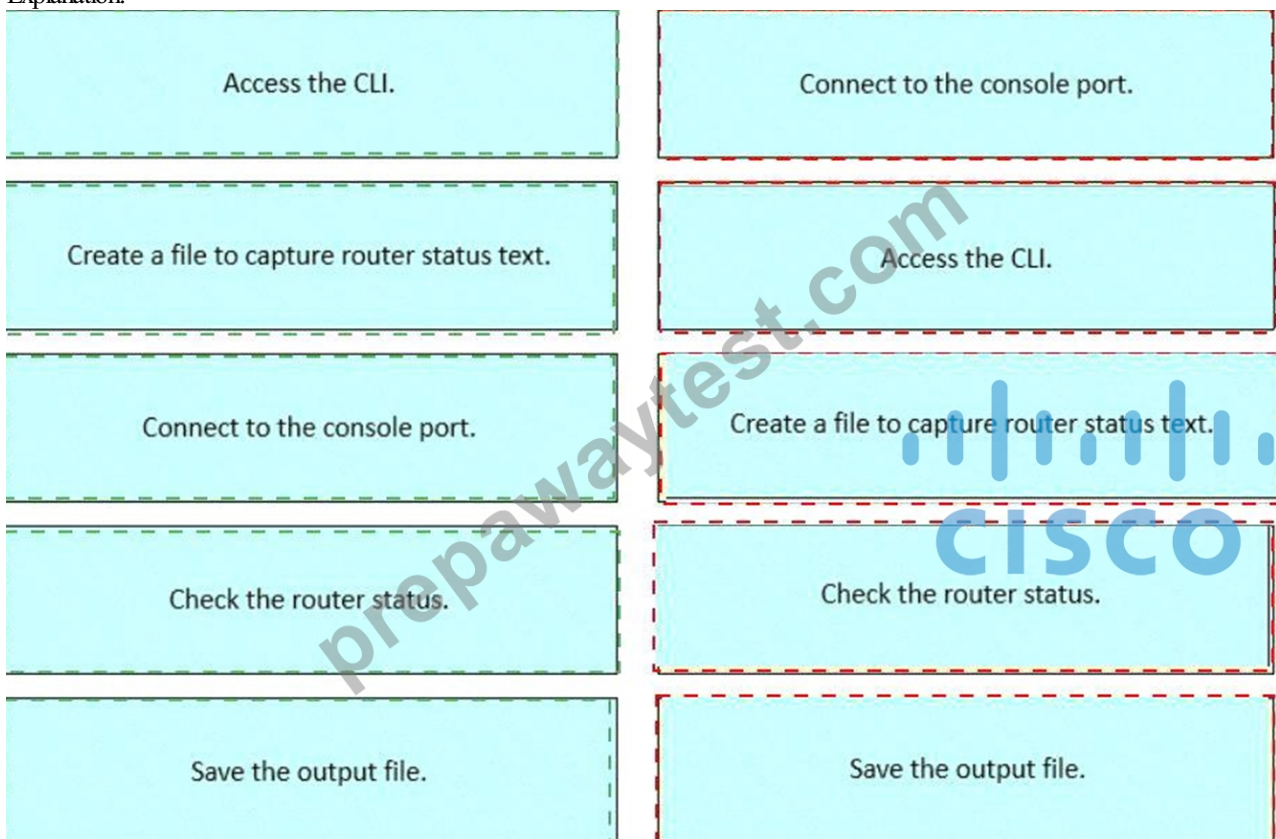 Explanation:
Access the CLI.
Connect to the console port.
Create a file to capture router status text.
Access the CLI.
Connect to the console port.
Create a file to capture router status text.
Check the router status.
Check the router status.
Save the output file.
Save the output file.
prepawaytest.com
CISCO